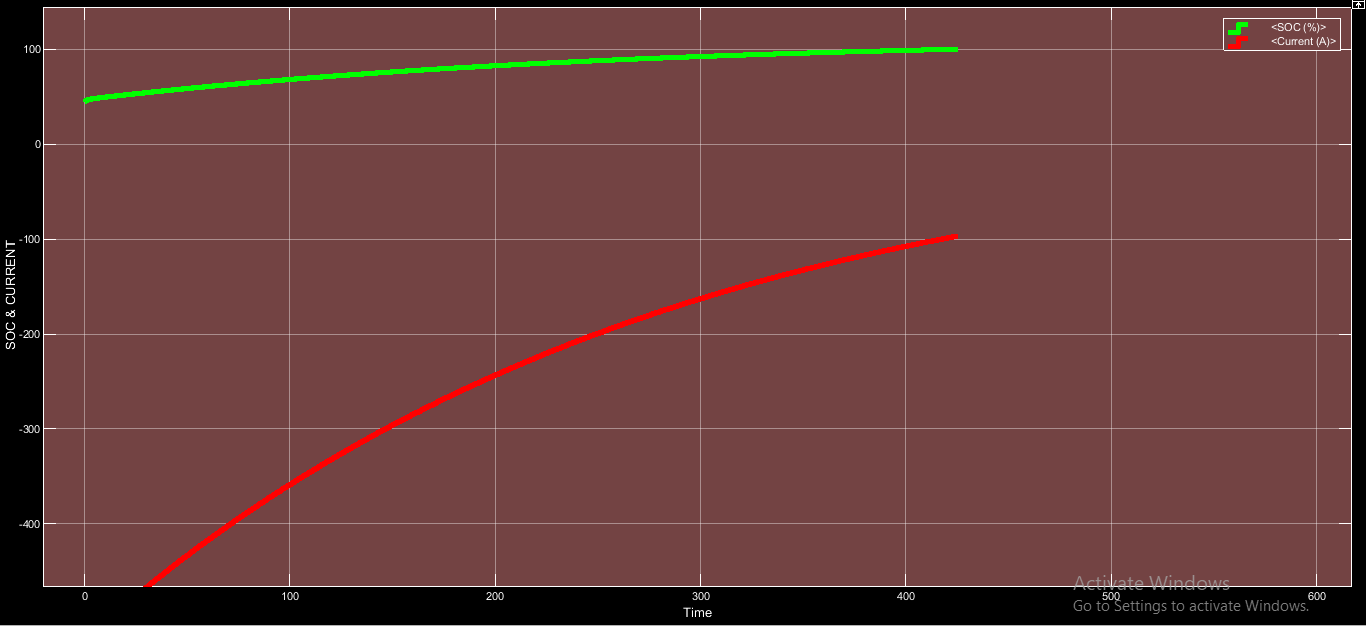 <SOC (%)>
<Current (A)>
100
0
-100
-200
-300
-400
SOC & CURRENT
0 100 200 300 400 500 600
Time
Activate Windows
Go to Settings to activate Windows.